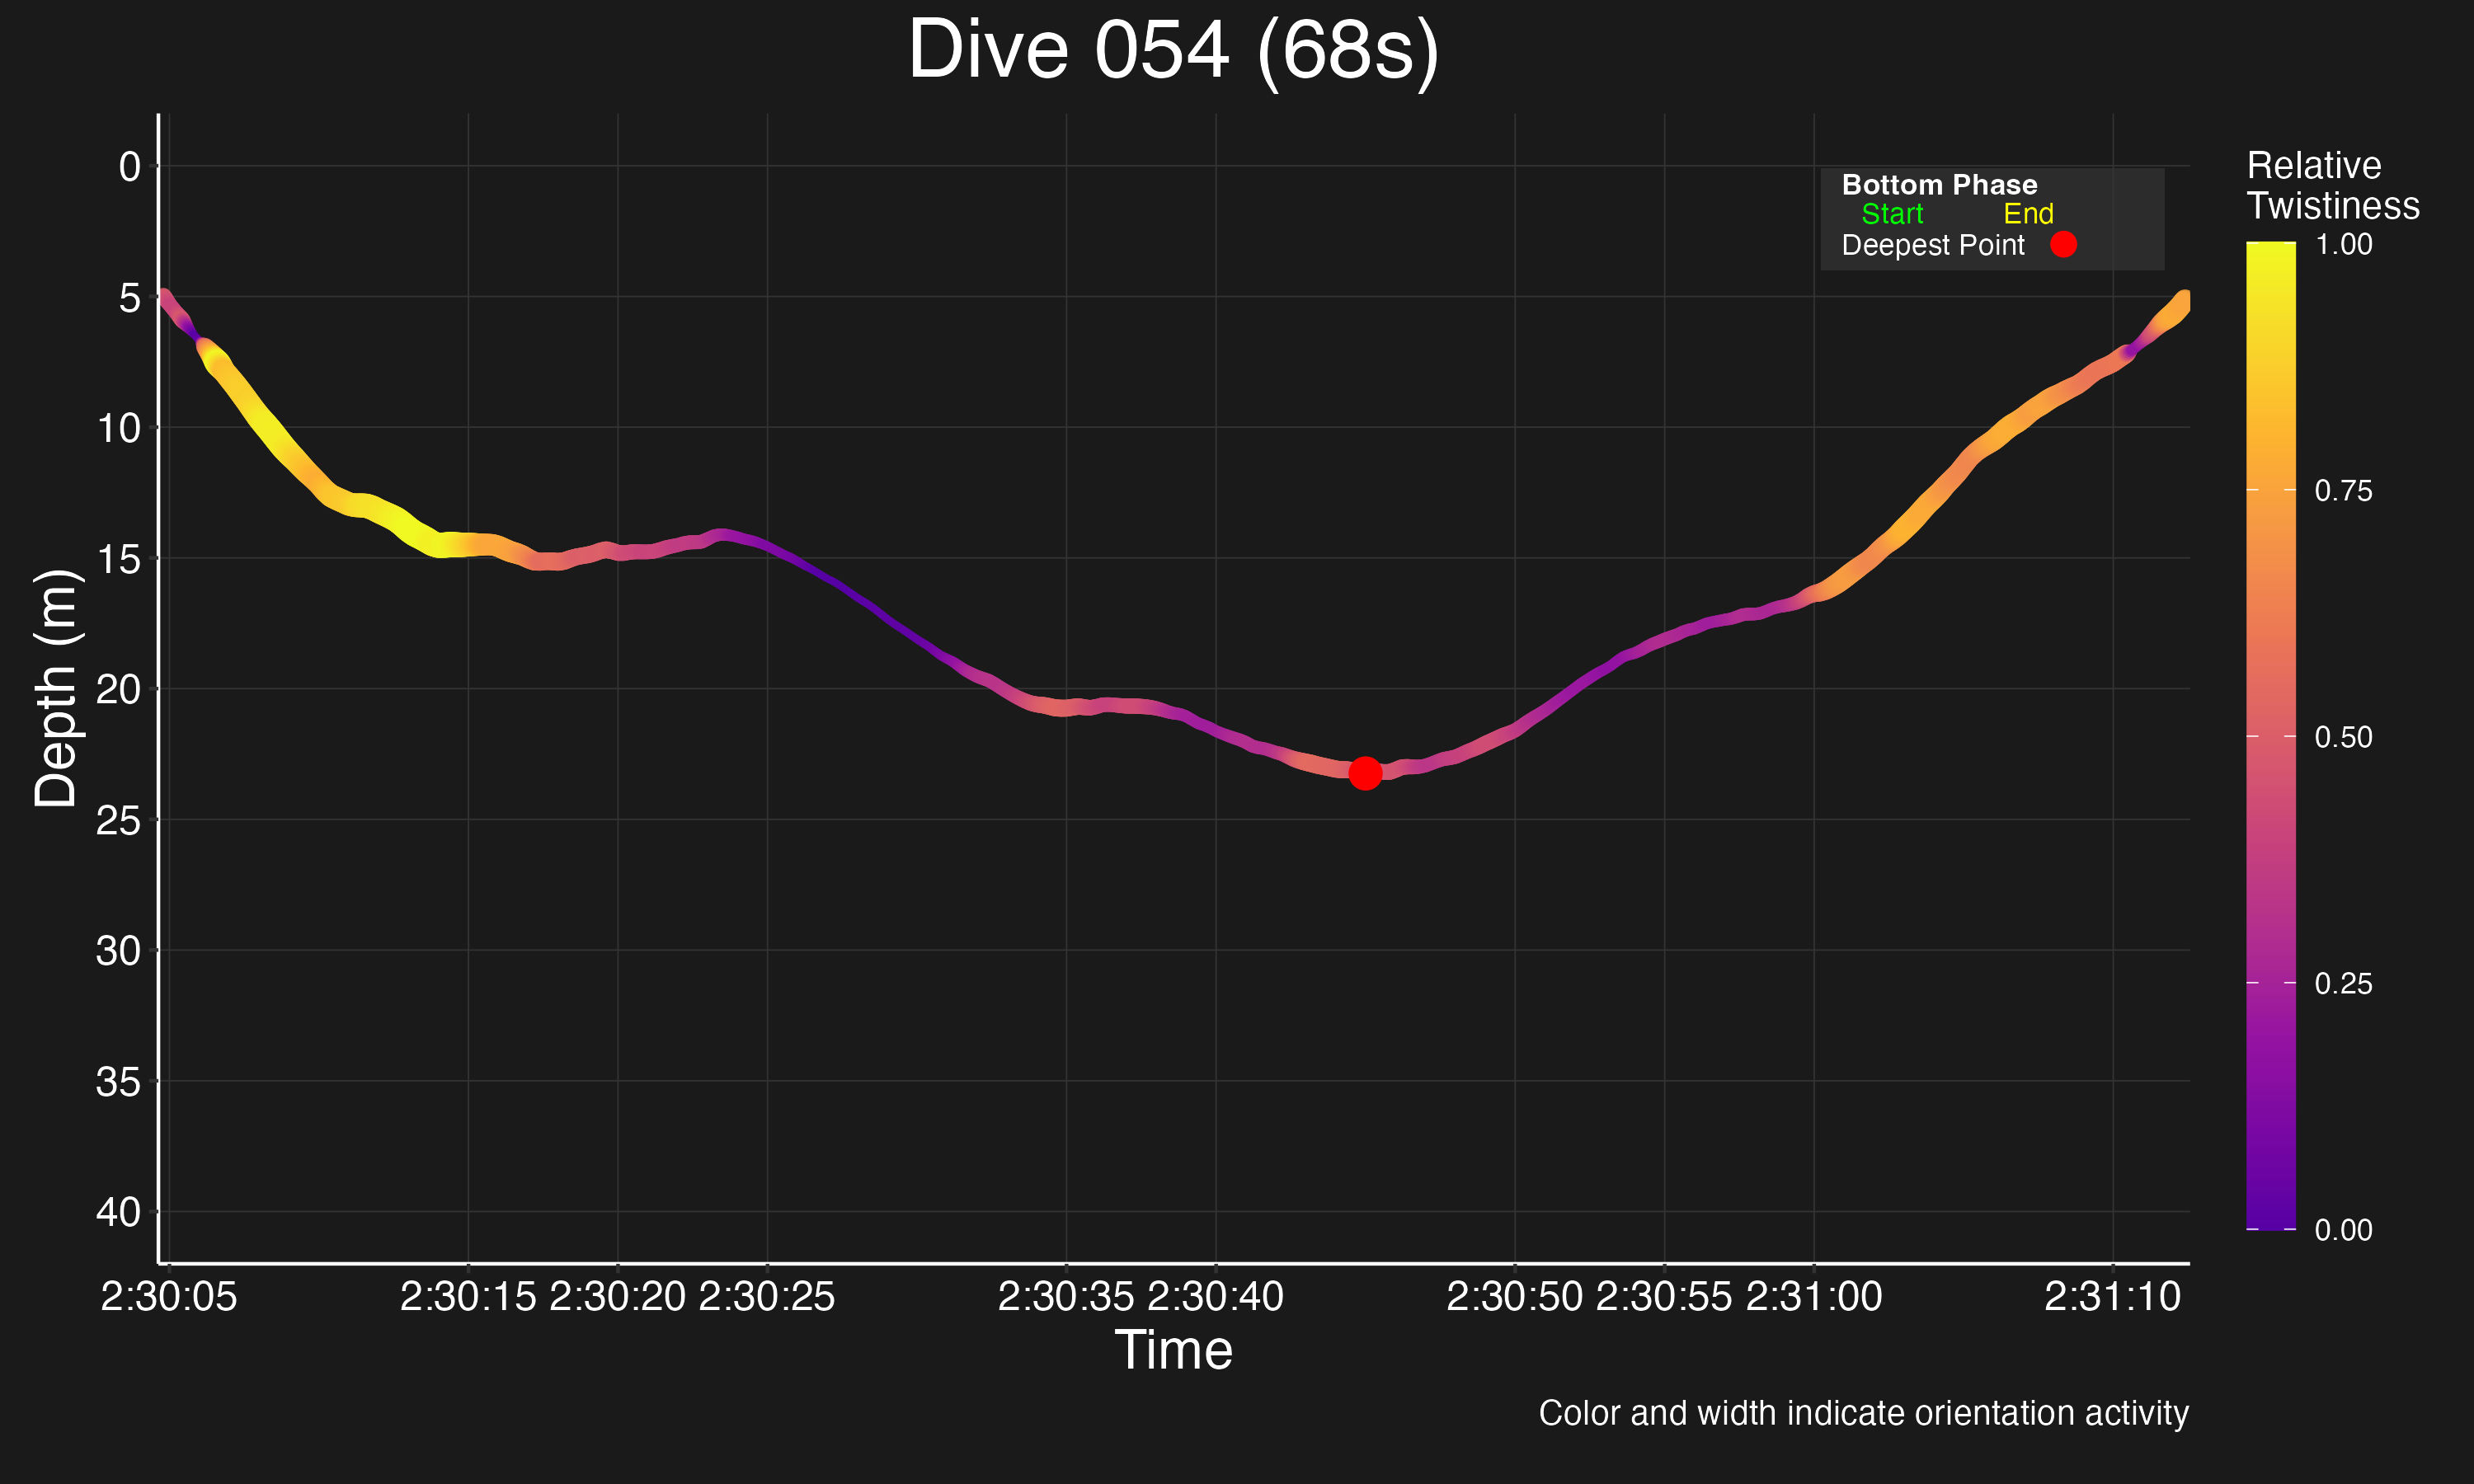 Dive 054 (68s)
Depth (m)
0
5
10
15
20
25
30
35
40
Bottom Phase
Start End
Deepest Point
Relative
Twistiness
1.00
0.75
0.50
0.25
0.00
2:30:05 2:30:15 2:30:20 2:30:25 2:30:35 2:30:40 2:30:50 2:30:55 2:31:00 2:31:10
Time
Color and width indicate orientation activity